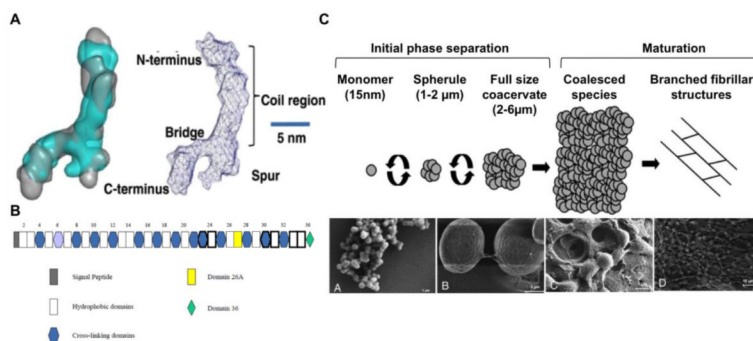 A
N-terminus
Coil region
Bridge
5 nm
Spur
C-terminus
B
2 4 6 8 10 12 14 16 18 20 22 24 26 28 30 32 36
Signal Peptide
Domain 26A
Hydrophobic domains
Domain 36
Cross-linking domains
C
Initial phase separation
Maturation
Monomer
(15nm)
Spherule
(1-2 μm)
Full size
coacervate
(2-6μm)
Coalesced
species
Branched fibrillar
structures
A
B
C
D